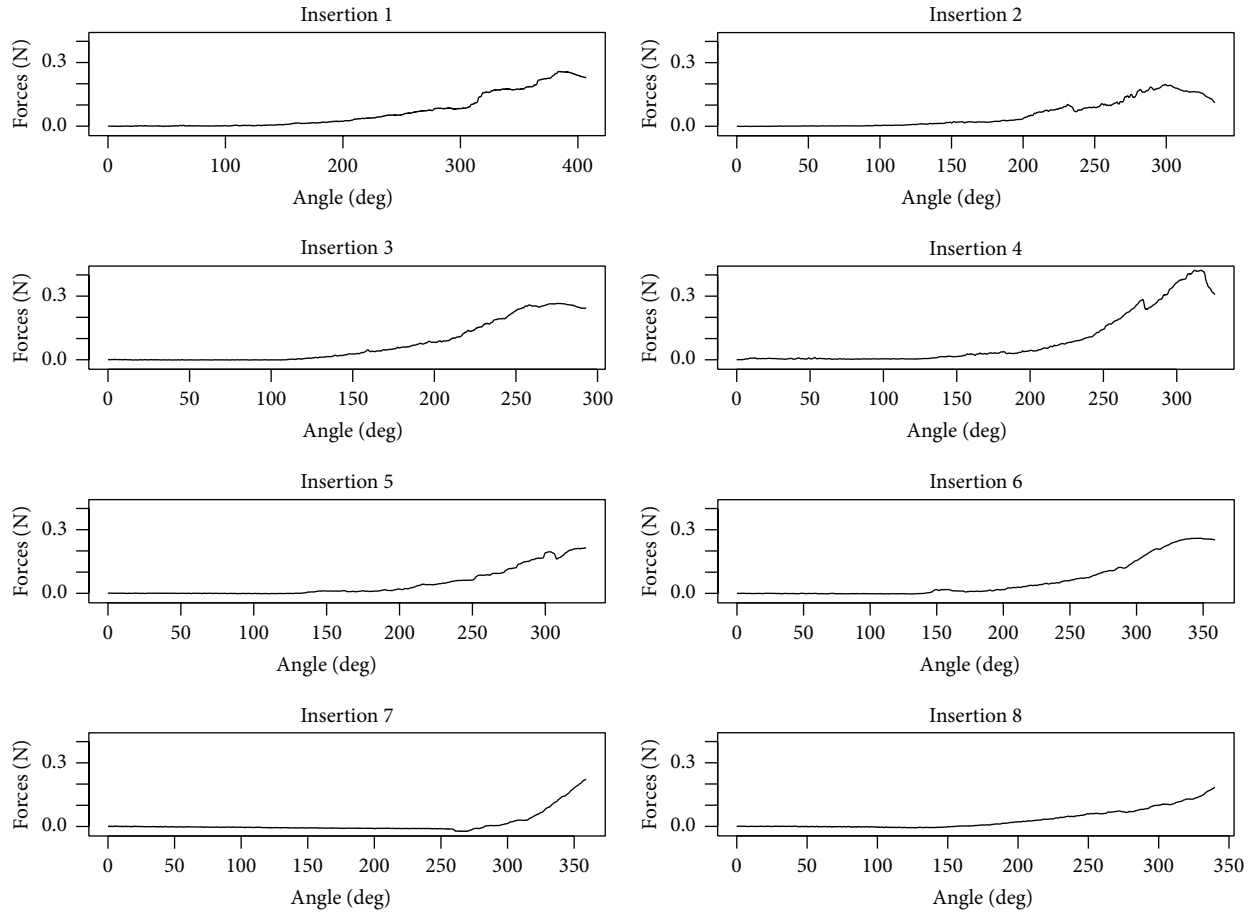 Insertion 1
Forces (N)
0.3
0.0
0 100 200 300 400
Angle (deg)
Insertion 2
Forces (N)
0.3
0.0
0 50 100 150 200 250 300
Angle (deg)
Insertion 3
Forces (N)
0.3
0.0
0 50 100 150 200 250 300
Angle (deg)
Insertion 4
Forces (N)
0.3
0.0
0 50 100 150 200 250 300
Angle (deg)
Insertion 5
Forces (N)
0.3
0.0
0 50 100 150 200 250 300
Angle (deg)
Insertion 6
Forces (N)
0.3
0.0
0 50 100 150 200 250 300 350
Angle (deg)
Insertion 7
Forces (N)
0.3
0.0
0 50 100 150 200 250 300 350
Angle (deg)
Insertion 8
Forces (N)
0.3
0.0
0 50 100 150 200 250 300 350
Angle (deg)